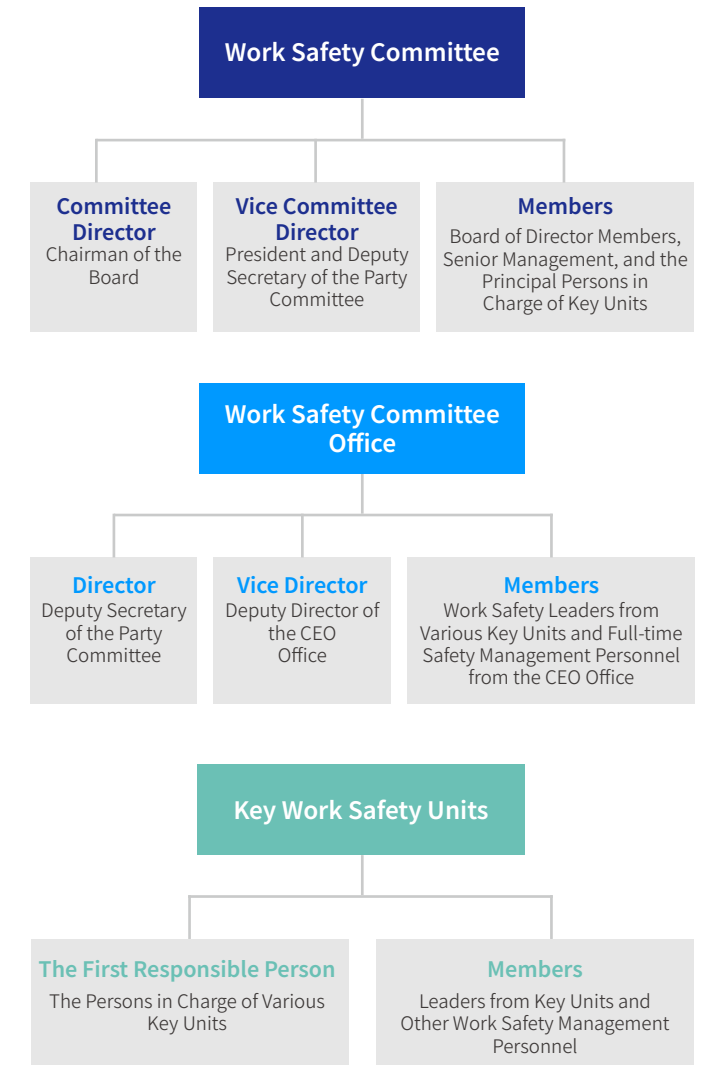 Work Safety Committee
Committee
Director
Chairman of the
Board
Vice Committee
Director
President and Deputy
Secretary of the Party
Committee
Members
Board of Director Members,
Senior Management, and the
Principal Persons in
Charge of Key Units
Work Safety Committee
Office
Director
Deputy Secretary
of the Party
Committee
Vice Director
Deputy Director of
the CEO
Office
Members
Work Safety Leaders from
Various Key Units and Full-time
Safety Management Personnel
from the CEO Office
Key Work Safety Units
The First Responsible Person
The Persons in Charge of Various
Key Units
Members
Leaders from Key Units and
Other Work Safety Management
Personnel